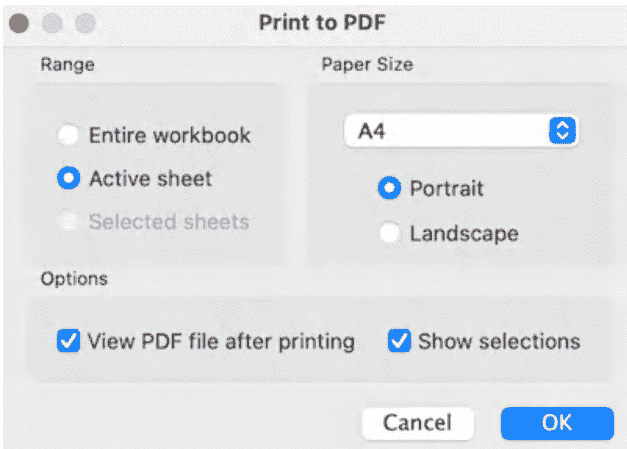 Print to PDF
Range
Paper Size
Entire workbook
A4
Active sheet
Portrait
Selected sheets
Landscape
Options
View PDF file after printing
Show selections
Cancel
OK